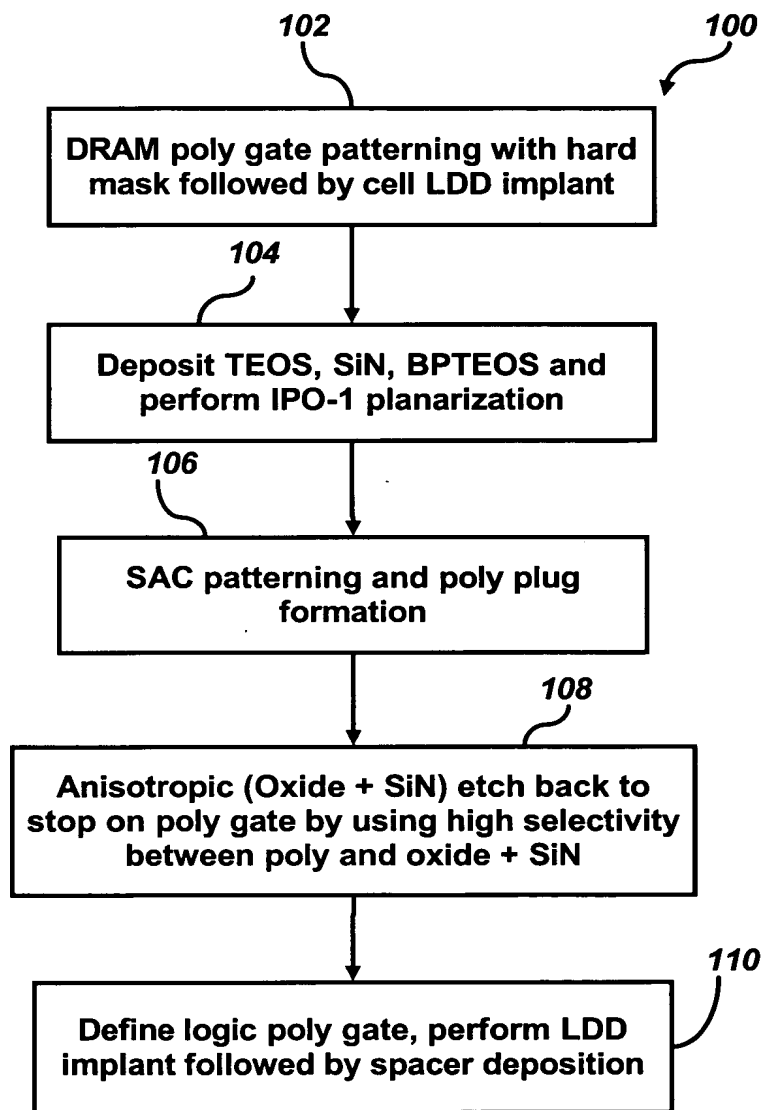 102
100
DRAM poly gate patterning with hard
mask followed by cell LDD implant
104
Deposit TEOS, SiN, BPTEOS and
perform IPO-1 planarization
106
SAC patterning and poly plug
formation
108
Anisotropic (Oxide + SiN) etch back to
stop on poly gate by using high selectivity
between poly and oxide + SiN
110
Define logic poly gate, perform LDD
implant followed by spacer deposition